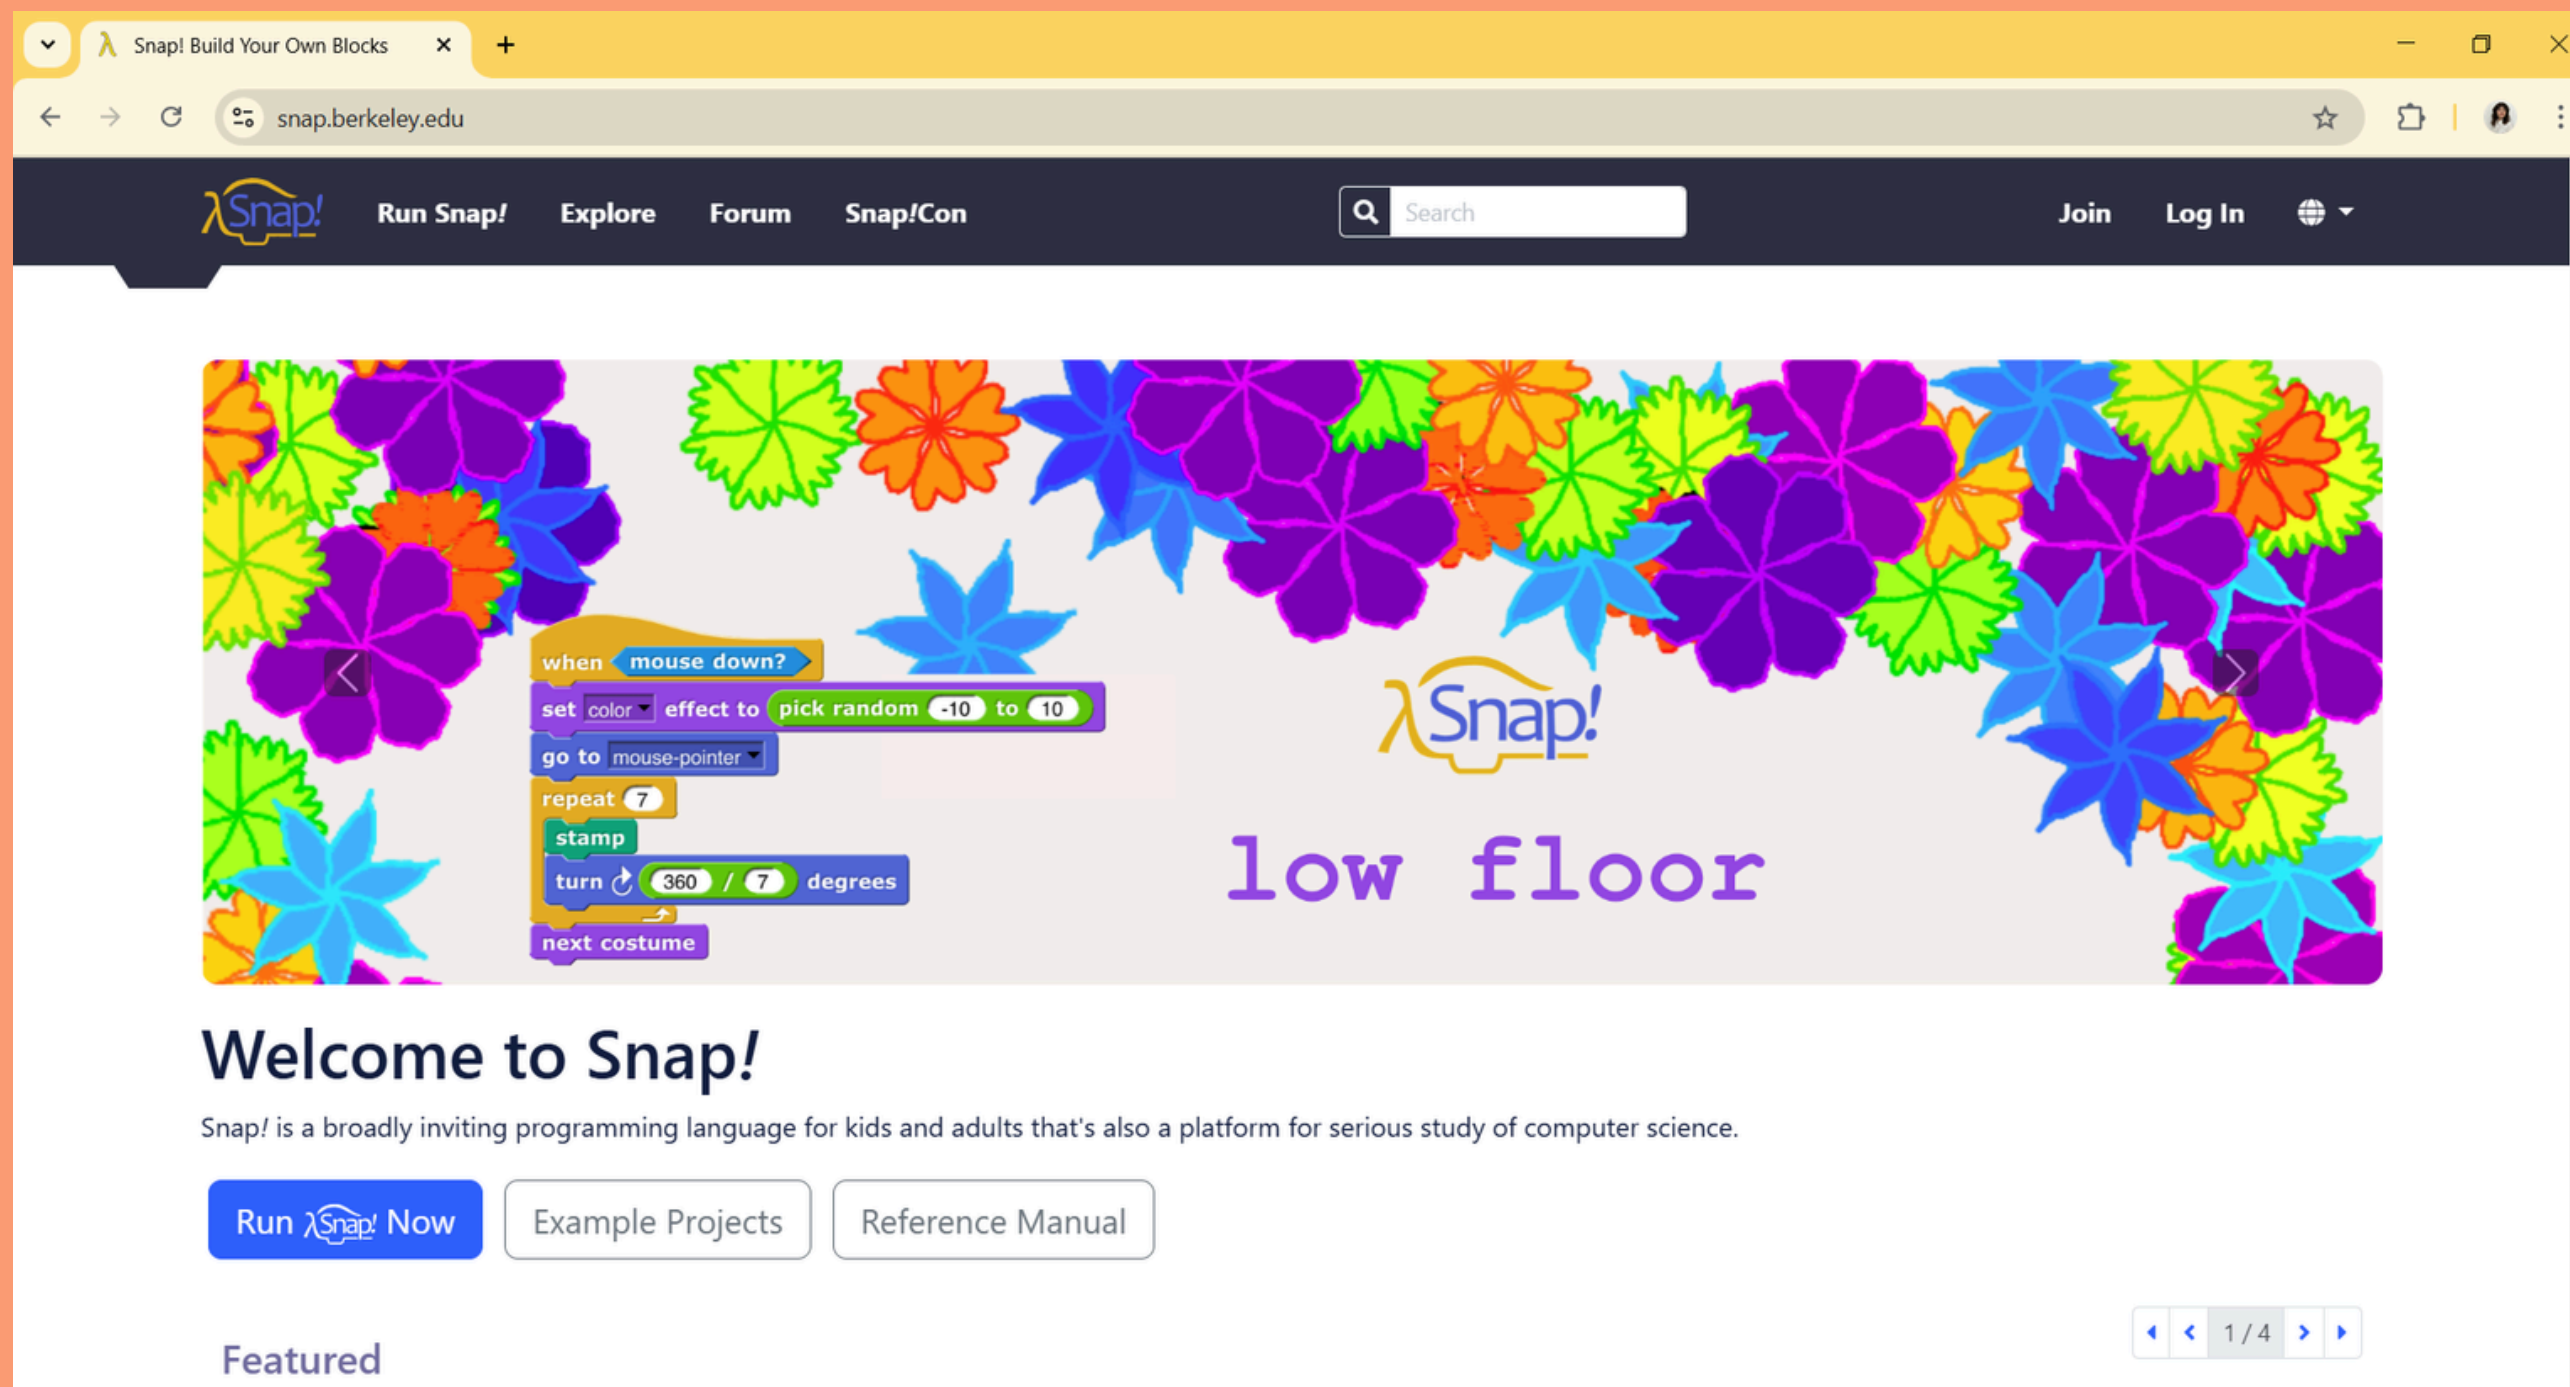 Snap! Build Your Own Blocks
snap.berkeley.edu
λSnap! Run Snap! Explore Forum Snap!Con Search Join Log In
when mouse down?
set color effect to pick random -10 to 10
go to mouse-pointer
repeat 7
stamp
turn 360 / 7 degrees
next costume
λSnap!
low floor
Welcome to Snap!
Snap! is a broadly inviting programming language for kids and adults that's also a platform for serious study of computer science.
Run λSnap! Now Example Projects Reference Manual
Featured 1 / 4